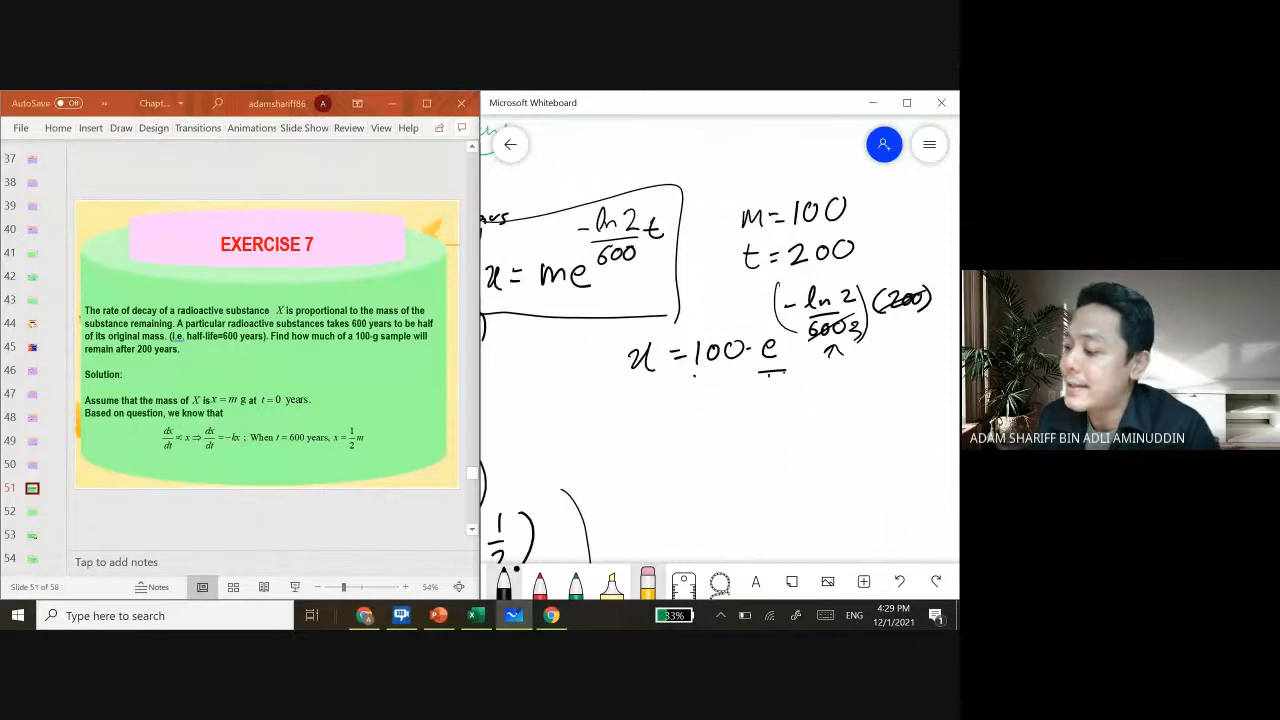 AutoSave Off » Chapt... adamshariff86 A
File Home Insert Draw Design Transitions Animations Slide Show Review View Help
37
38
39
40
41
42
43
44
45
46
47
48
49
50
51
52
53
54
EXERCISE 7
The rate of decay of a radioactive substance X is proportional to the mass of the
substance remaining. A particular radioactive substances takes 600 years to be half
of its original mass. (i.e, half-life=600 years). Find how much of a 100-g sample will
remain after 200 years.
Solution:
Assume that the mass of X is x = m g at t = 0 years.
Based on question, we know that
dx/dt ∝ x ⇒ dx/dt = -kx ; When t = 600 years, x = 1/2 m
Tap to add notes
Slide 51 of 58 Notes 54%
Microsoft Whiteboard
x = me^(-ln 2/600 t)
m = 100
t = 200
(-ln 2/600 3)(200)
x = 100 · e
1/2)
A
Type here to search
33%
ENG
4:29 PM
12/1/2021
1
ADAM SHARIFF BIN ADLI AMINUDDIN